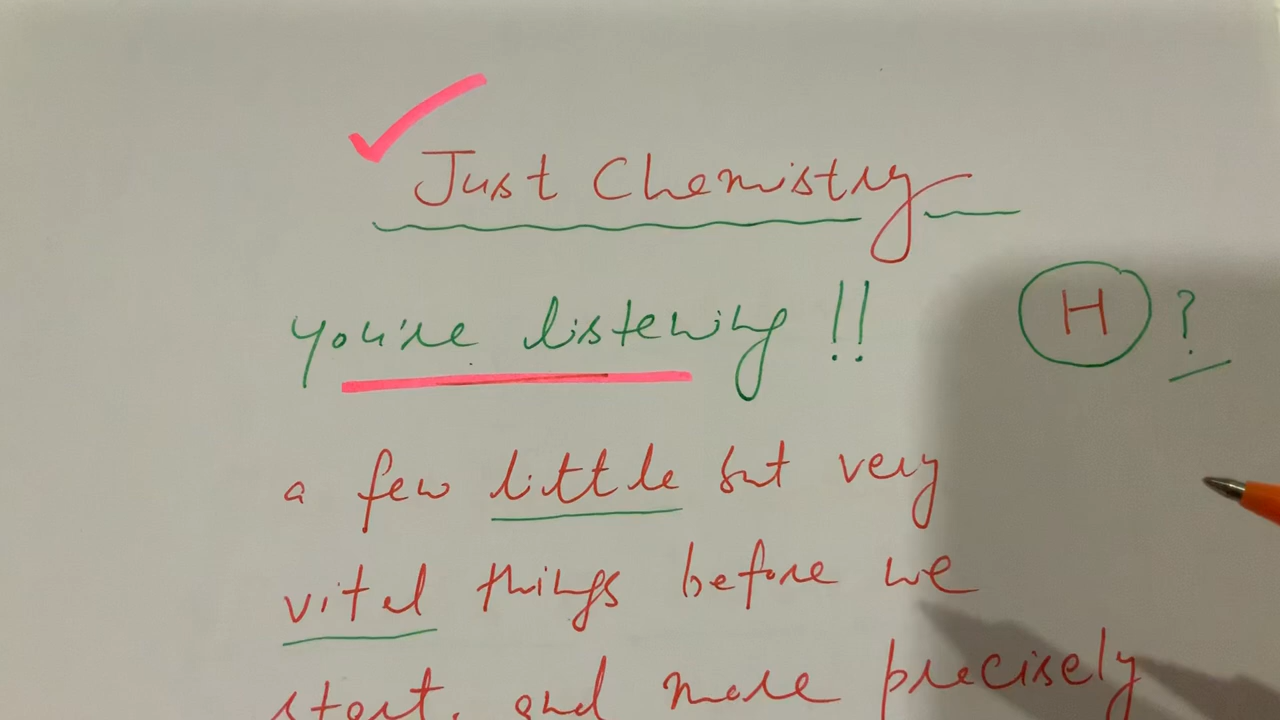 Just Chemistry
you're listening !!
H ?
a few little but very
vital things before we
start, and more precisely